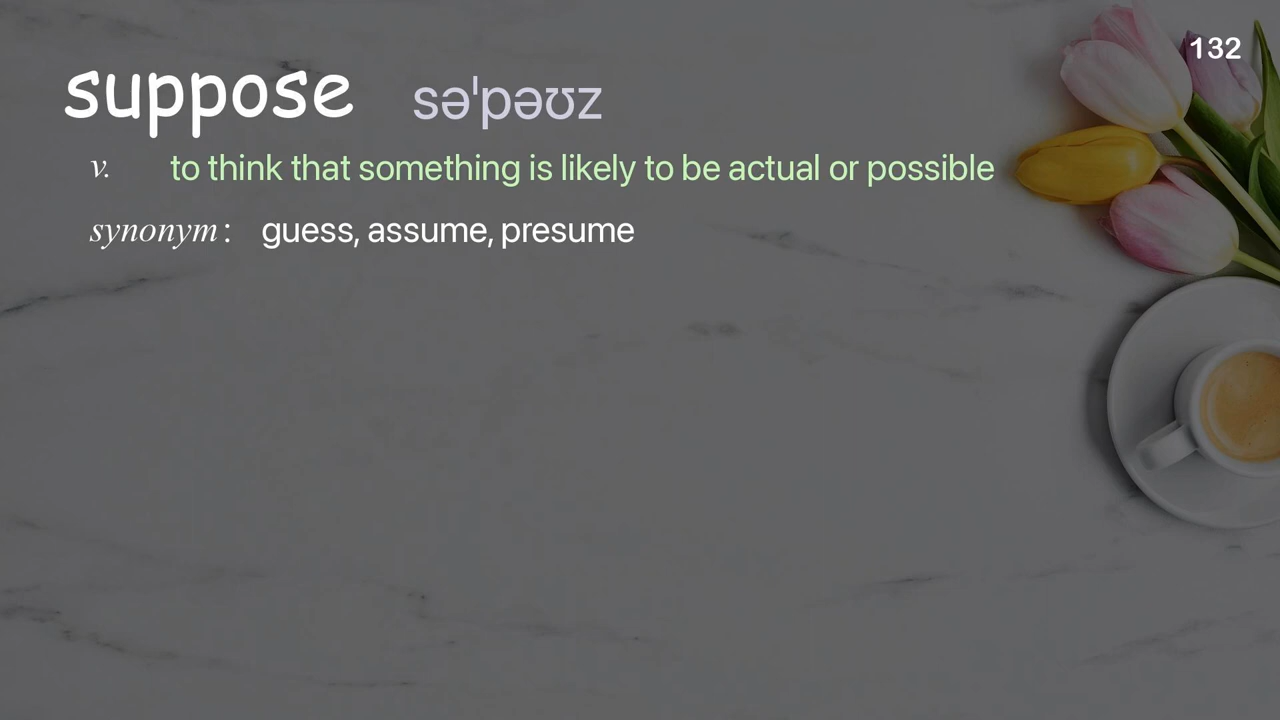 132
suppose səˈpəʊz
v. to think that something is likely to be actual or possible
synonym: guess, assume, presume